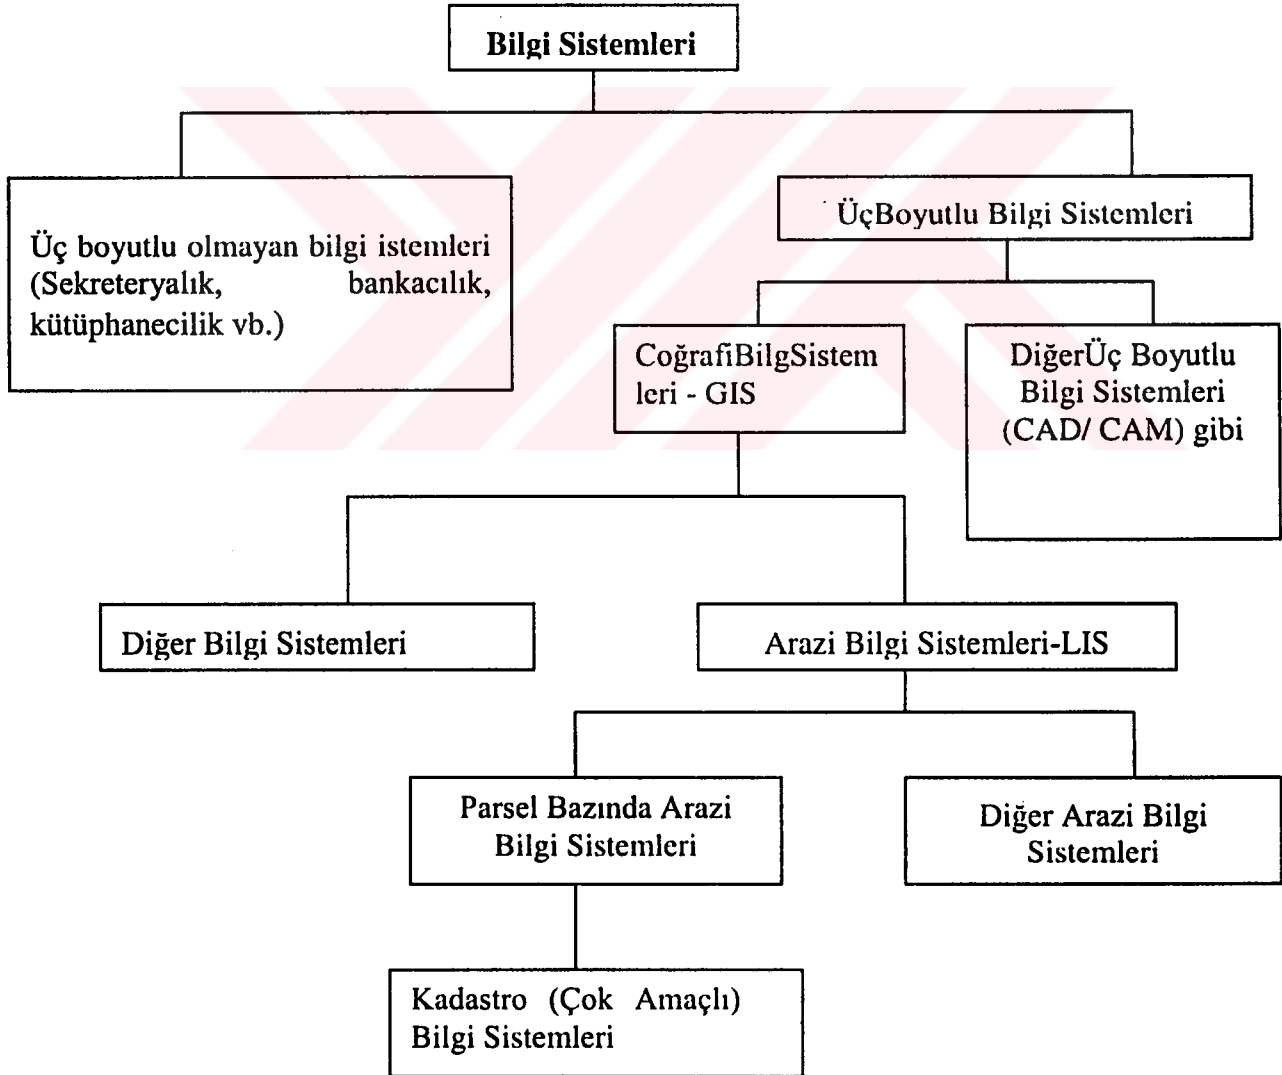 Bilgi Sistemleri
Üç boyutlu olmayan bilgi istemleri
(Sekreteryalık, bankacılık,
kütüphanecilik vb.)
ÜçBoyutlu Bilgi Sistemleri
CoğrafiBilgSistem
leri - GIS
DiğerÜç Boyutlu
Bilgi Sistemleri
(CAD/ CAM) gibi
Diğer Bilgi Sistemleri
Arazi Bilgi Sistemleri-LIS
Parsel Bazında Arazi
Bilgi Sistemleri
Diğer Arazi Bilgi
Sistemleri
Kadastro (Çok Amaçlı)
Bilgi Sistemleri